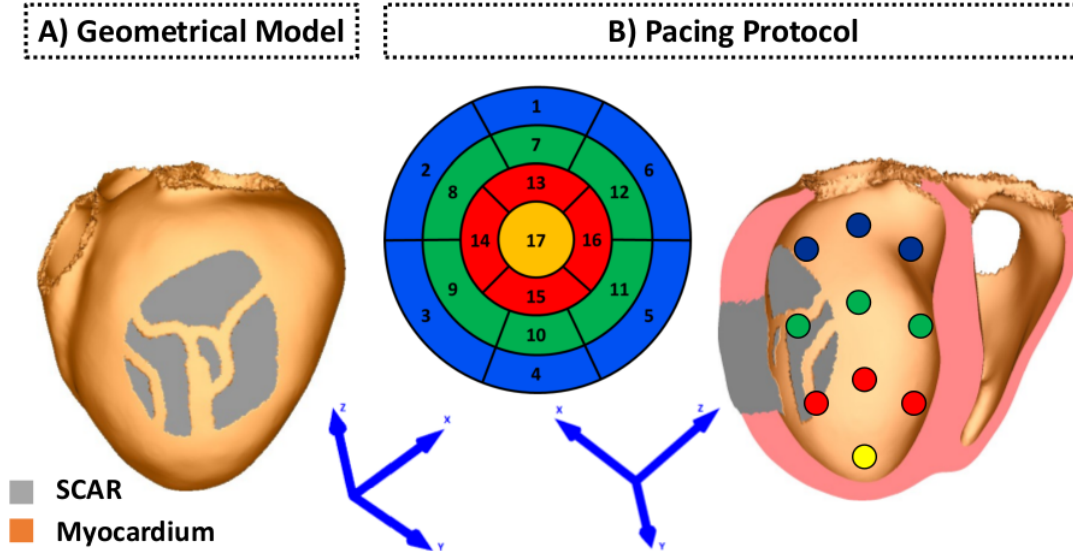 A) Geometrical Model
B) Pacing Protocol
1
2
7
6
8
13
12
14
17
16
9
15
11
3
10
5
4
Z
X
Y
X
Z
Y
SCAR
Myocardium